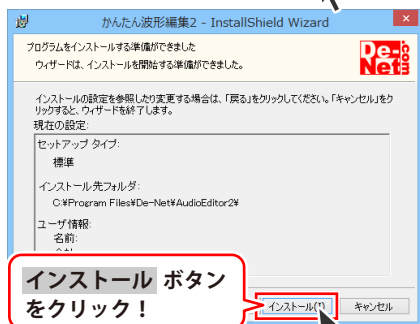 かんたん波形編集2 - InstallShield Wizard
プログラムをインストールする準備ができました
ウィザードは、インストールを開始する準備ができました。
De-Net.com
インストールの設定を参照したり変更する場合は、「戻る」をクリックしてください。「キャンセル」をク
リックすると、ウィザードを終了します。
現在の設定:
セットアップ タイプ:
標準
インストール先フォルダ:
C:¥Program Files¥De-Net¥AudioEditor2¥
ユーザ情報:
名前:
インストール ボタン
をクリック！
インストール(I)
キャンセル